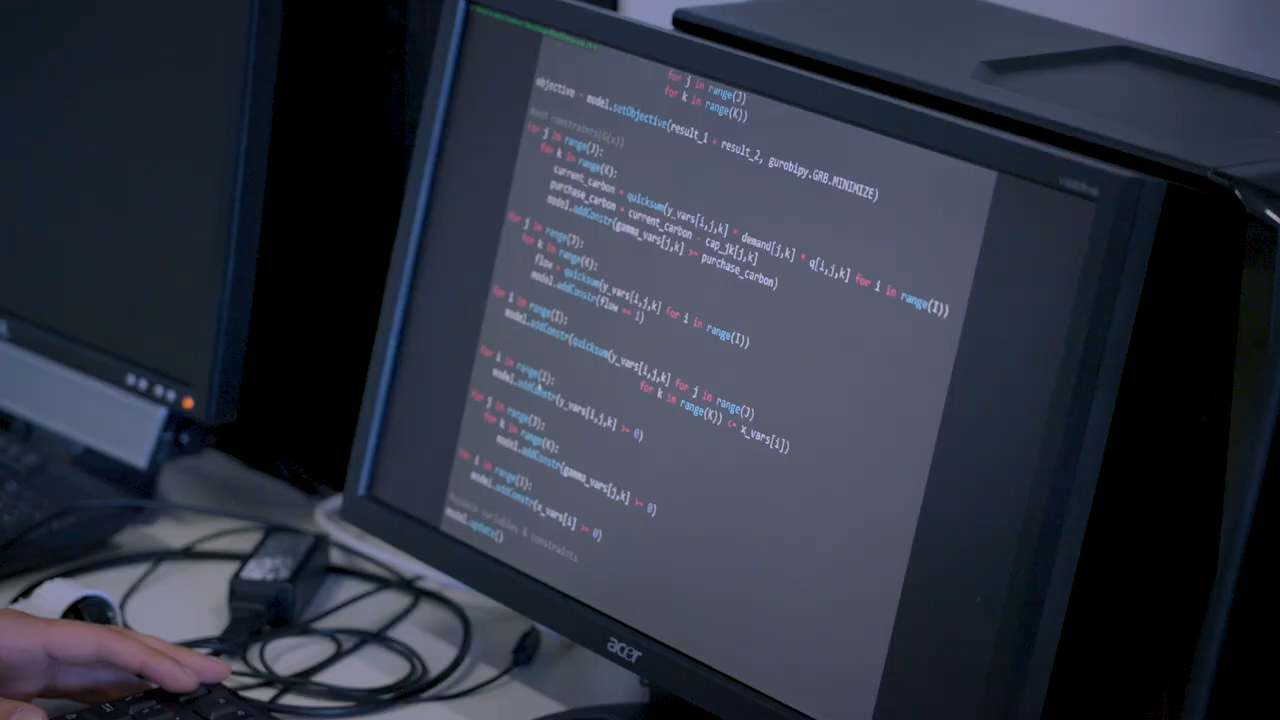 for j in range(J)
for k in range(K))
objective = model.setObjective(result_1 + result_2, gurobipy.GRB.MINIMIZE)
for j in range(J):
for k in range(K):
current_carbon = quicksum(y_vars[i,j,k] * demand[j,k] * q[i,j,k] for i in range(I))
purchase_carbon = current_carbon - cap_jk[j,k]
model.addConstr(gamma_vars[j,k] >= purchase_carbon)
for j in range(J):
for k in range(K):
flow = quicksum(y_vars[i,j,k] for i in range(I))
model.addConstr(flow == 1)
for i in range(I):
model.addConstr(quicksum(y_vars[i,j,k] for j in range(J)
for k in range(K)) <= x_vars[i])
for i in range(I):
model.addConstr(y_vars[i,j,k] >= 0)
for j in range(J):
for k in range(K):
model.addConstr(gamma_vars[j,k] >= 0)
for i in range(I):
model.addConstr(x_vars[i] >= 0)
variables & constraints
model.update()
acer